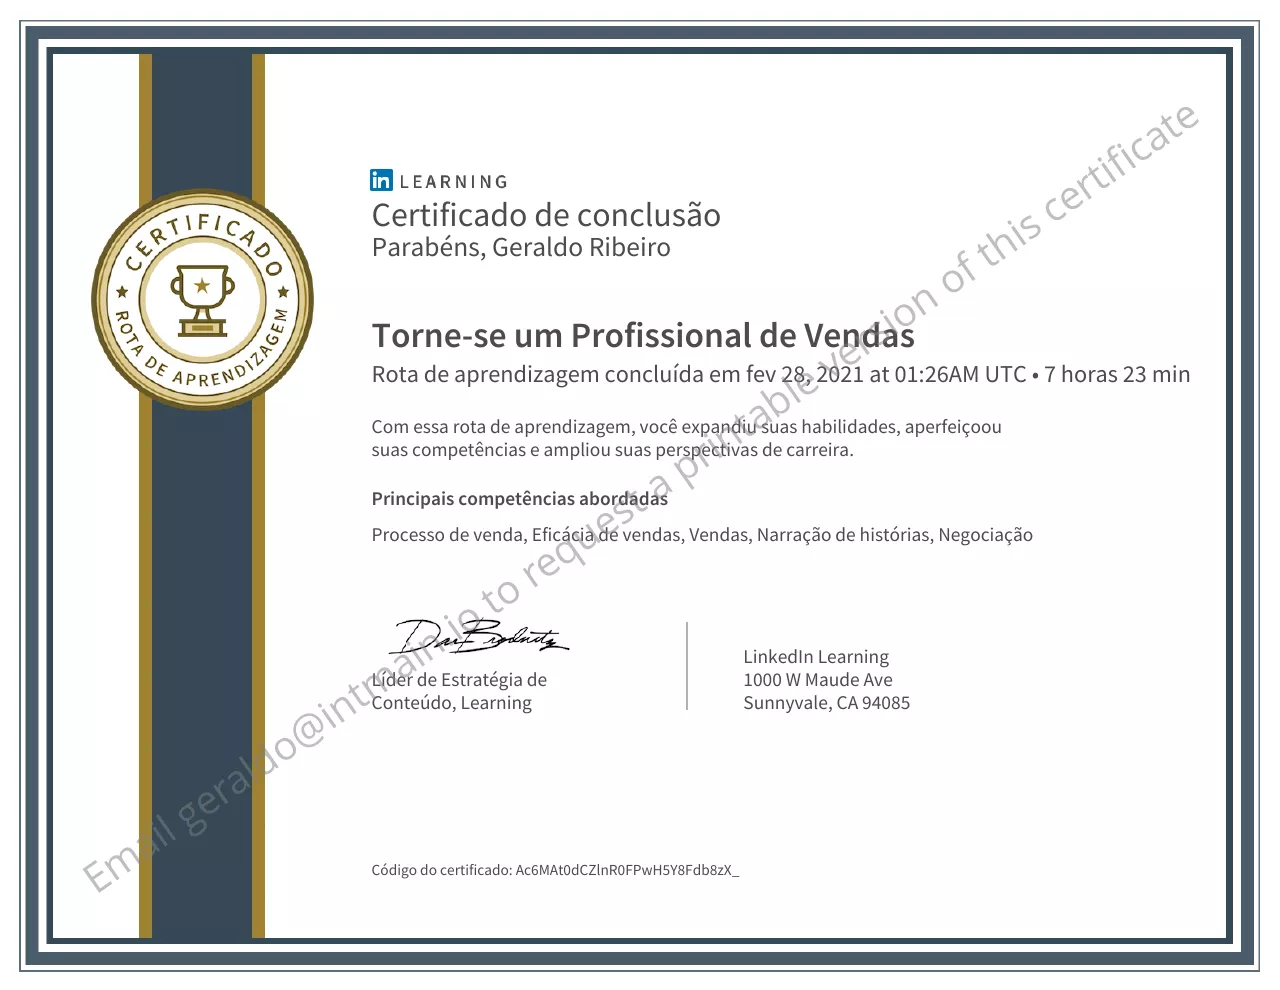 CERTIFICADO
ROTA DE APRENDIZAGEM
in LEARNING
Certificado de conclusão
Parabéns, Geraldo Ribeiro
Torne-se um Profissional de Vendas
Rota de aprendizagem concluída em fev 28, 2021 at 01:26AM UTC • 7 horas 23 min
Com essa rota de aprendizagem, você expandiu suas habilidades, aperfeiçoou
suas competências e ampliou suas perspectivas de carreira.
Principais competências abordadas
Processo de venda, Eficácia de vendas, Vendas, Narração de histórias, Negociação
Líder de Estratégia de
Conteúdo, Learning
LinkedIn Learning
1000 W Maude Ave
Sunnyvale, CA 94085
Código do certificado: Ac6MAt0dCZlnR0FPwH5Y8Fdb8zX_
Email geraldo@intmain.io to request a printable version of this certificate